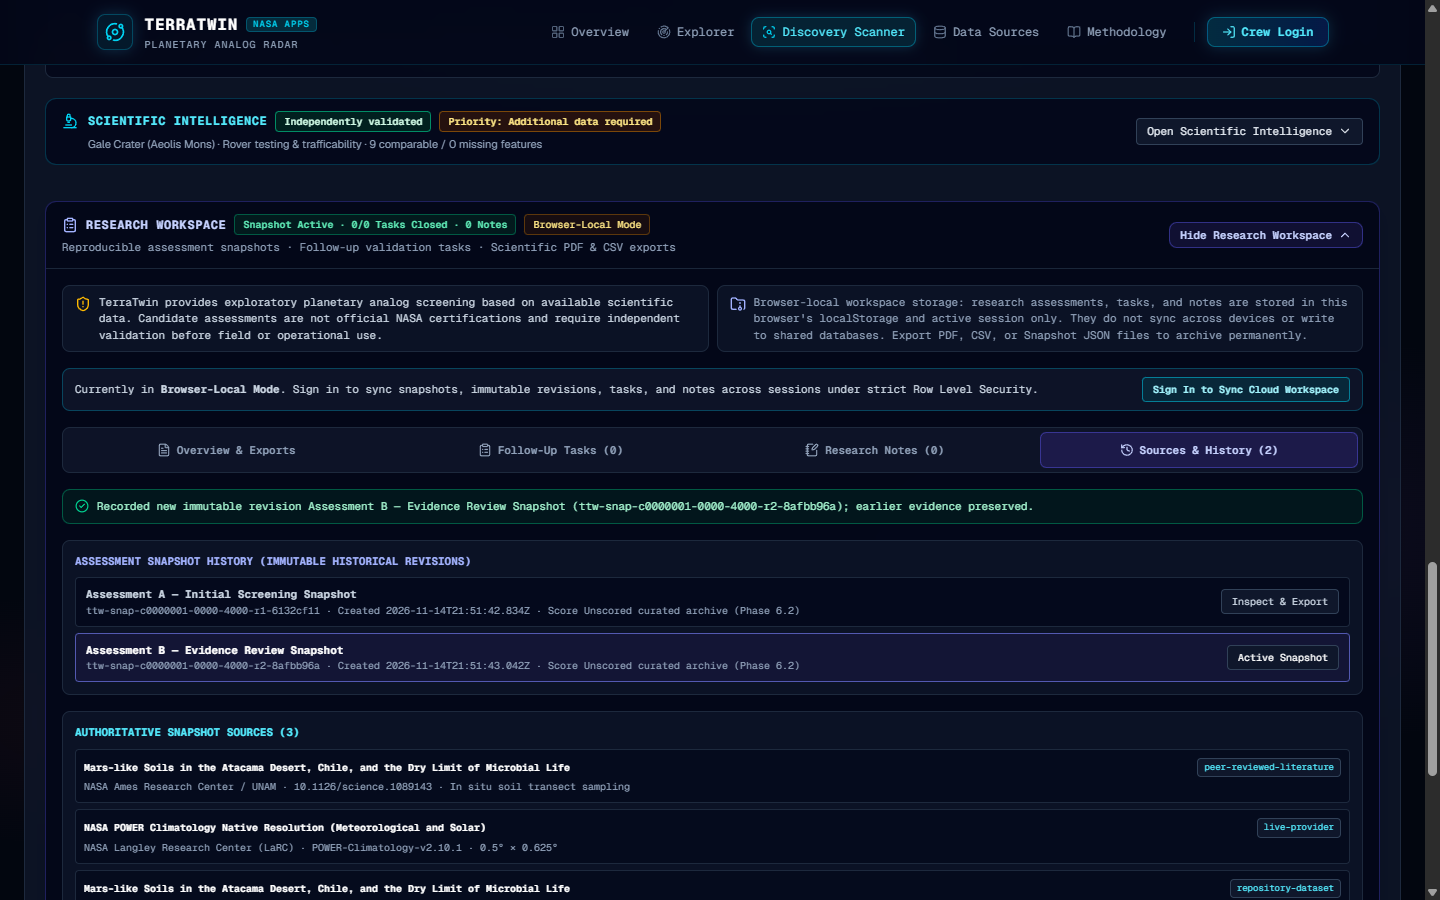 TERRATWIN NASA APPS
PLANETARY ANALOG RADAR
Overview
Explorer
Discovery Scanner
Data Sources
Methodology
Crew Login
SCIENTIFIC INTELLIGENCE Independently validated Priority: Additional data required
Gale Crater (Aeolis Mons) · Rover testing & trafficability · 9 comparable / 0 missing features
Open Scientific Intelligence
RESEARCH WORKSPACE Snapshot Active · 0/0 Tasks Closed · 0 Notes Browser-Local Mode
Reproducible assessment snapshots · Follow-up validation tasks · Scientific PDF & CSV exports
Hide Research Workspace
TerraTwin provides exploratory planetary analog screening based on available scientific
data. Candidate assessments are not official NASA certifications and require independent
validation before field or operational use.
Browser-local workspace storage: research assessments, tasks, and notes are stored in this
browser's localStorage and active session only. They do not sync across devices or write
to shared databases. Export PDF, CSV, or Snapshot JSON files to archive permanently.
Currently in Browser-Local Mode. Sign in to sync snapshots, immutable revisions, tasks, and notes across sessions under strict Row Level Security.
Sign In to Sync Cloud Workspace
Overview & Exports
Follow-Up Tasks (0)
Research Notes (0)
Sources & History (2)
Recorded new immutable revision Assessment B — Evidence Review Snapshot (ttw-snap-c0000001-0000-4000-r2-8afbb96a); earlier evidence preserved.
ASSESSMENT SNAPSHOT HISTORY (IMMUTABLE HISTORICAL REVISIONS)
Assessment A — Initial Screening Snapshot
ttw-snap-c0000001-0000-4000-r1-6132cf11 · Created 2026-11-14T21:51:42.834Z · Score Unscored curated archive (Phase 6.2)
Inspect & Export
Assessment B — Evidence Review Snapshot
ttw-snap-c0000001-0000-4000-r2-8afbb96a · Created 2026-11-14T21:51:43.042Z · Score Unscored curated archive (Phase 6.2)
Active Snapshot
AUTHORITATIVE SNAPSHOT SOURCES (3)
Mars-like Soils in the Atacama Desert, Chile, and the Dry Limit of Microbial Life
NASA Ames Research Center / UNAM · 10.1126/science.1089143 · In situ soil transect sampling
peer-reviewed-literature
NASA POWER Climatology Native Resolution (Meteorological and Solar)
NASA Langley Research Center (LaRC) · POWER-Climatology-v2.10.1 · 0.5° × 0.625°
live-provider
Mars-like Soils in the Atacama Desert, Chile, and the Dry Limit of Microbial Life
repository-dataset